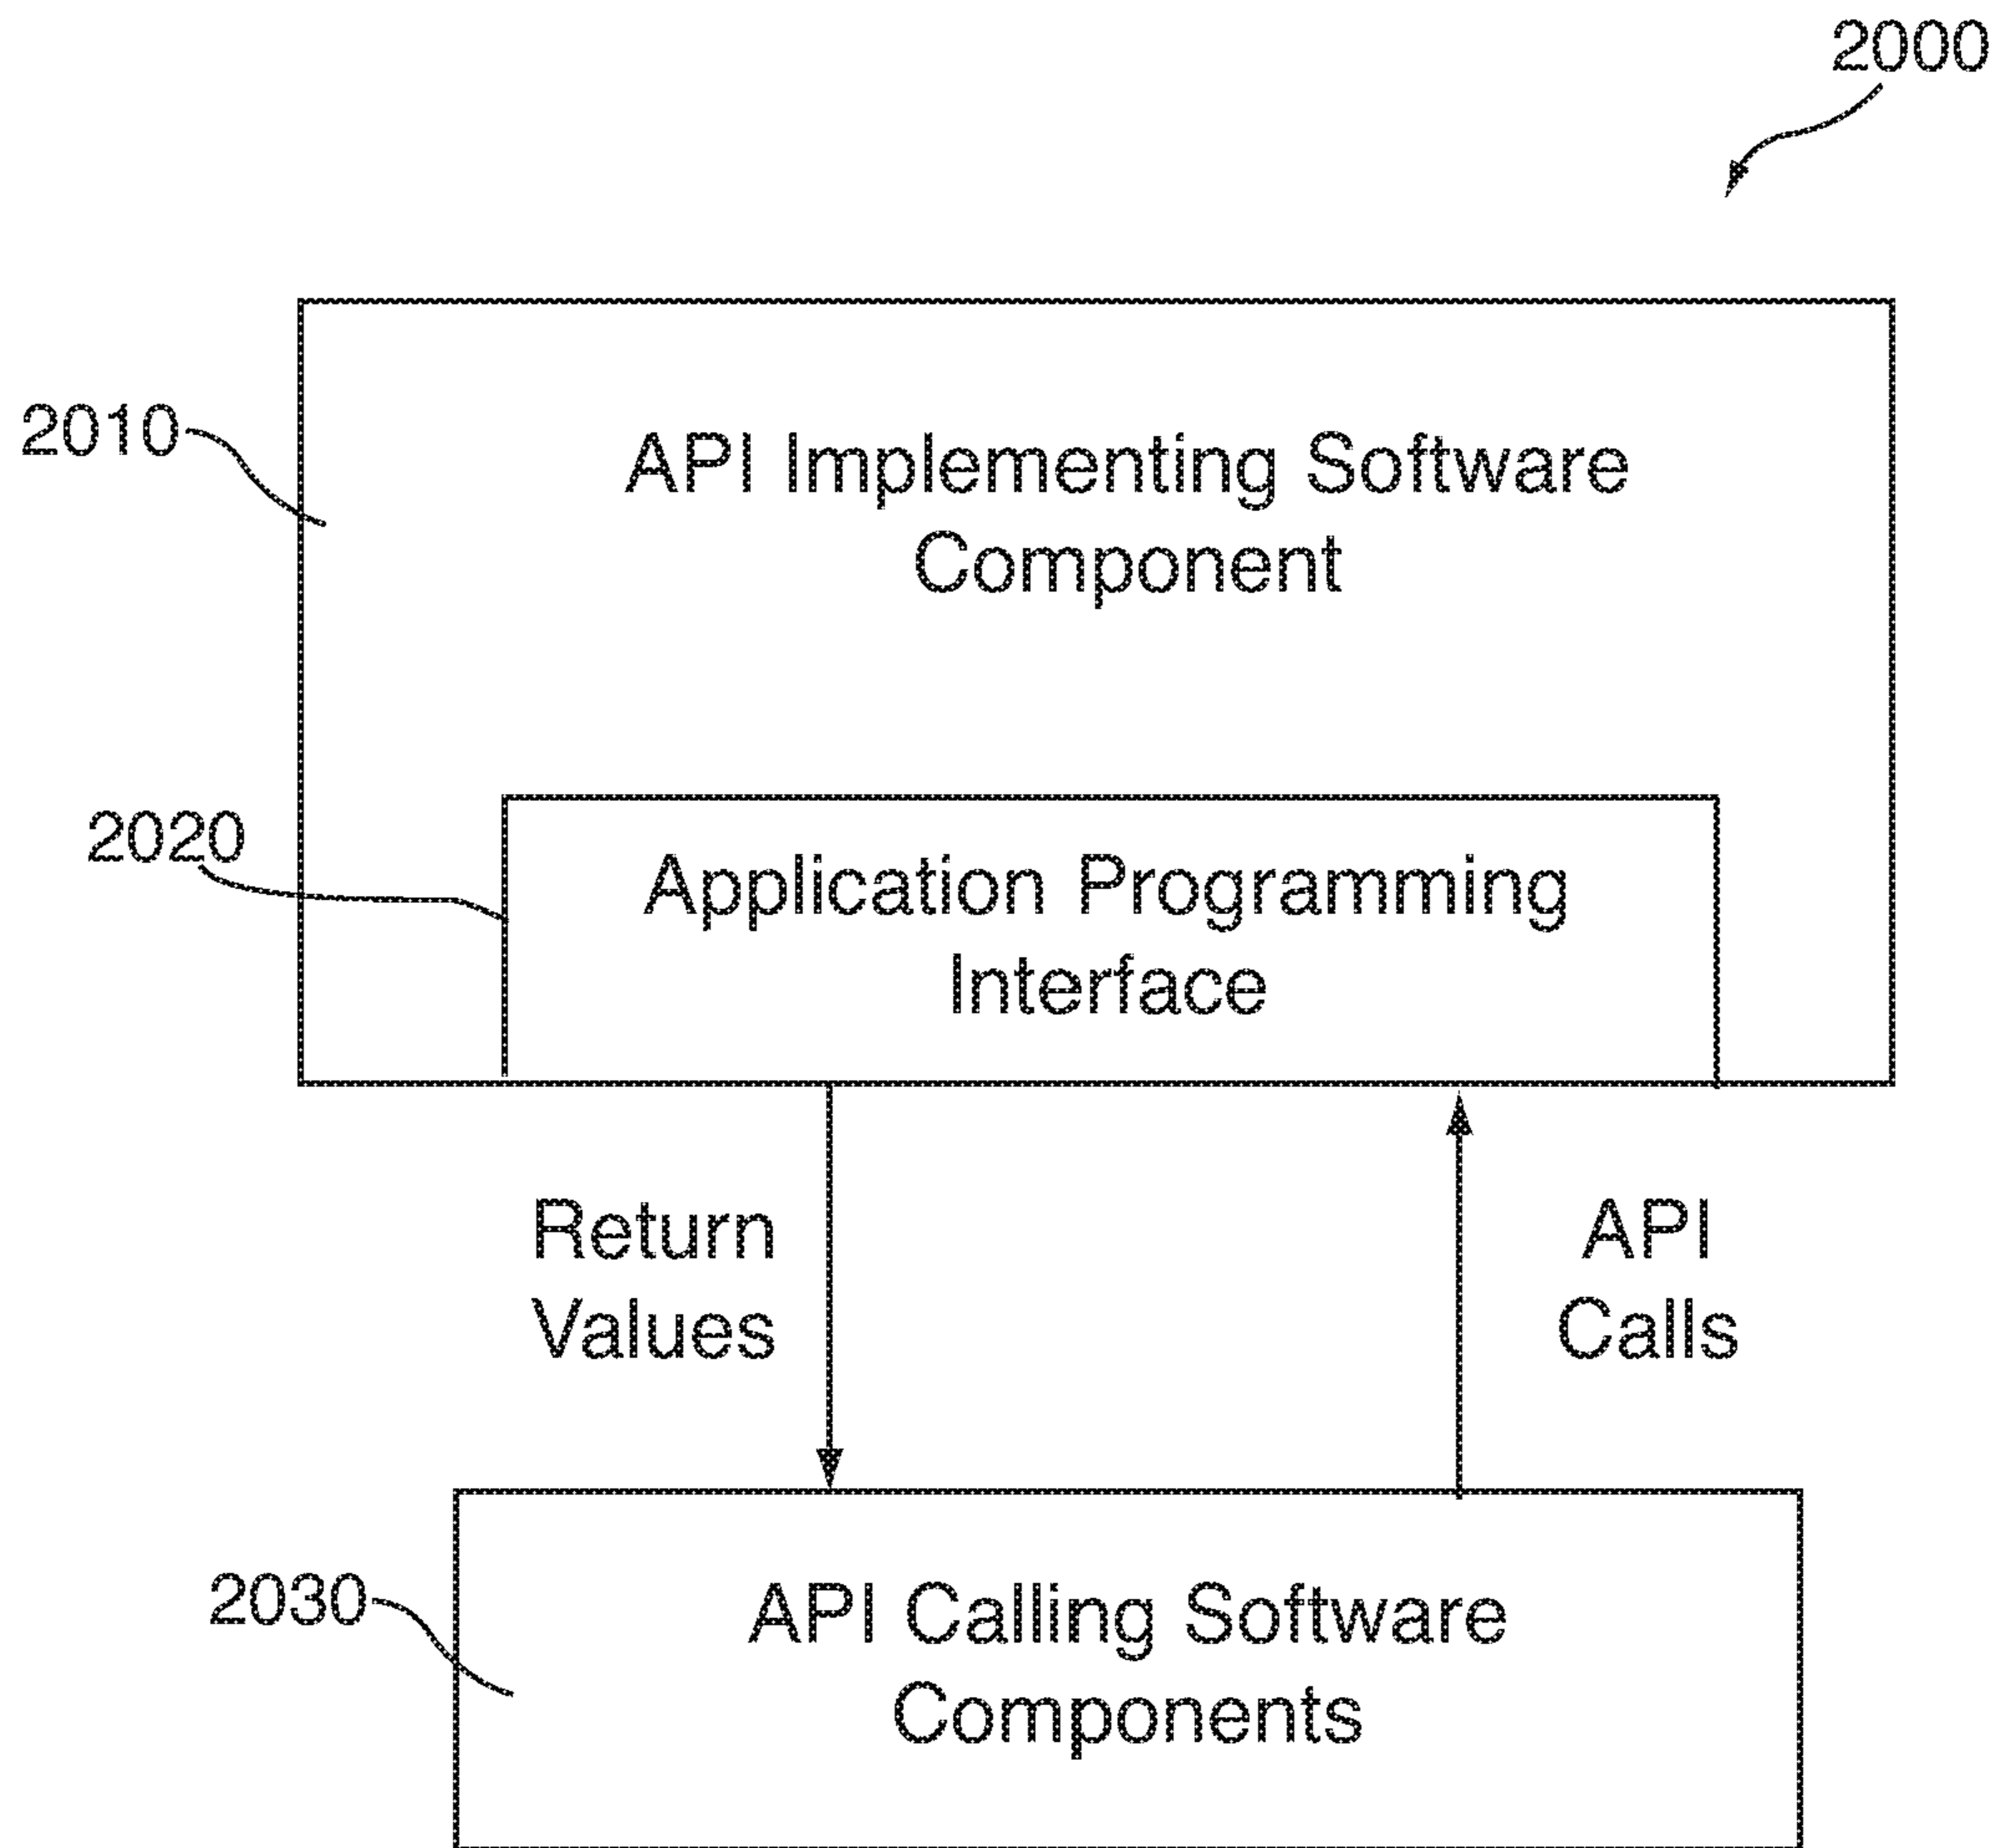 2000
2010
API Implementing Software
Component
2020
Application Programming
Interface
Return
Values
API
Calls
2030
API Calling Software
Components